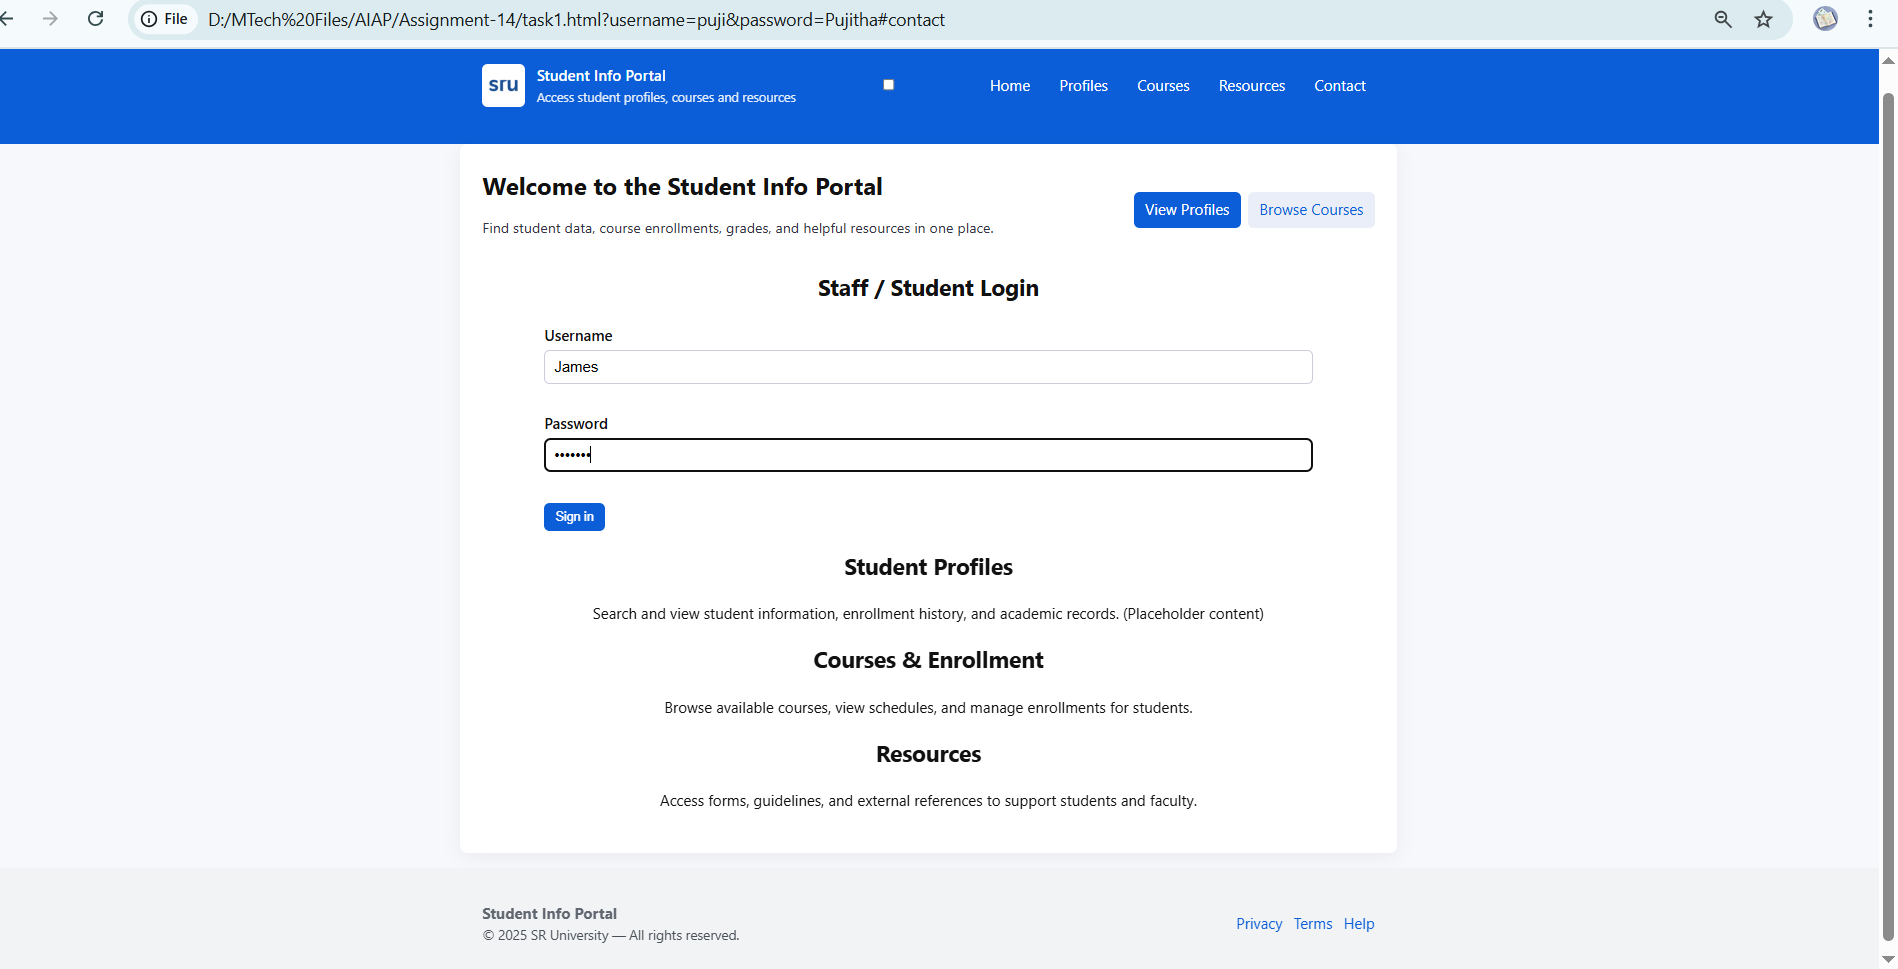 File D:/MTech%20Files/AIAP/Assignment-14/task1.html?username=puji&password=Pujitha#contact
sru
Student Info Portal
Access student profiles, courses and resources
Home Profiles Courses Resources Contact
Welcome to the Student Info Portal
Find student data, course enrollments, grades, and helpful resources in one place.
View Profiles Browse Courses
Staff / Student Login
Username
James
Password
•••••••
Sign in
Student Profiles
Search and view student information, enrollment history, and academic records. (Placeholder content)
Courses & Enrollment
Browse available courses, view schedules, and manage enrollments for students.
Resources
Access forms, guidelines, and external references to support students and faculty.
Student Info Portal
© 2025 SR University — All rights reserved.
Privacy Terms Help